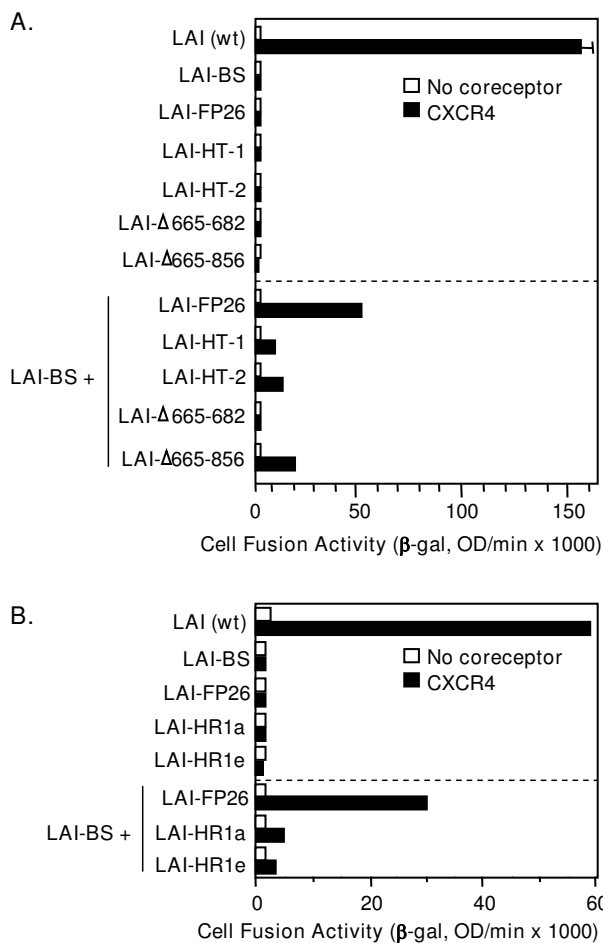 A.
LAI (wt)
LAI-BS
LAI-FP26
LAI-HT-1
LAI-HT-2
LAI-Δ665-682
LAI-Δ665-856
No coreceptor
CXCR4
LAI-BS +
LAI-FP26
LAI-HT-1
LAI-HT-2
LAI-Δ665-682
LAI-Δ665-856
0 50 100 150
Cell Fusion Activity (β-gal, OD/min x 1000)
B.
LAI (wt)
LAI-BS
LAI-FP26
LAI-HR1a
LAI-HR1e
No coreceptor
CXCR4
LAI-BS +
LAI-FP26
LAI-HR1a
LAI-HR1e
0 20 40 60
Cell Fusion Activity (β-gal, OD/min x 1000)